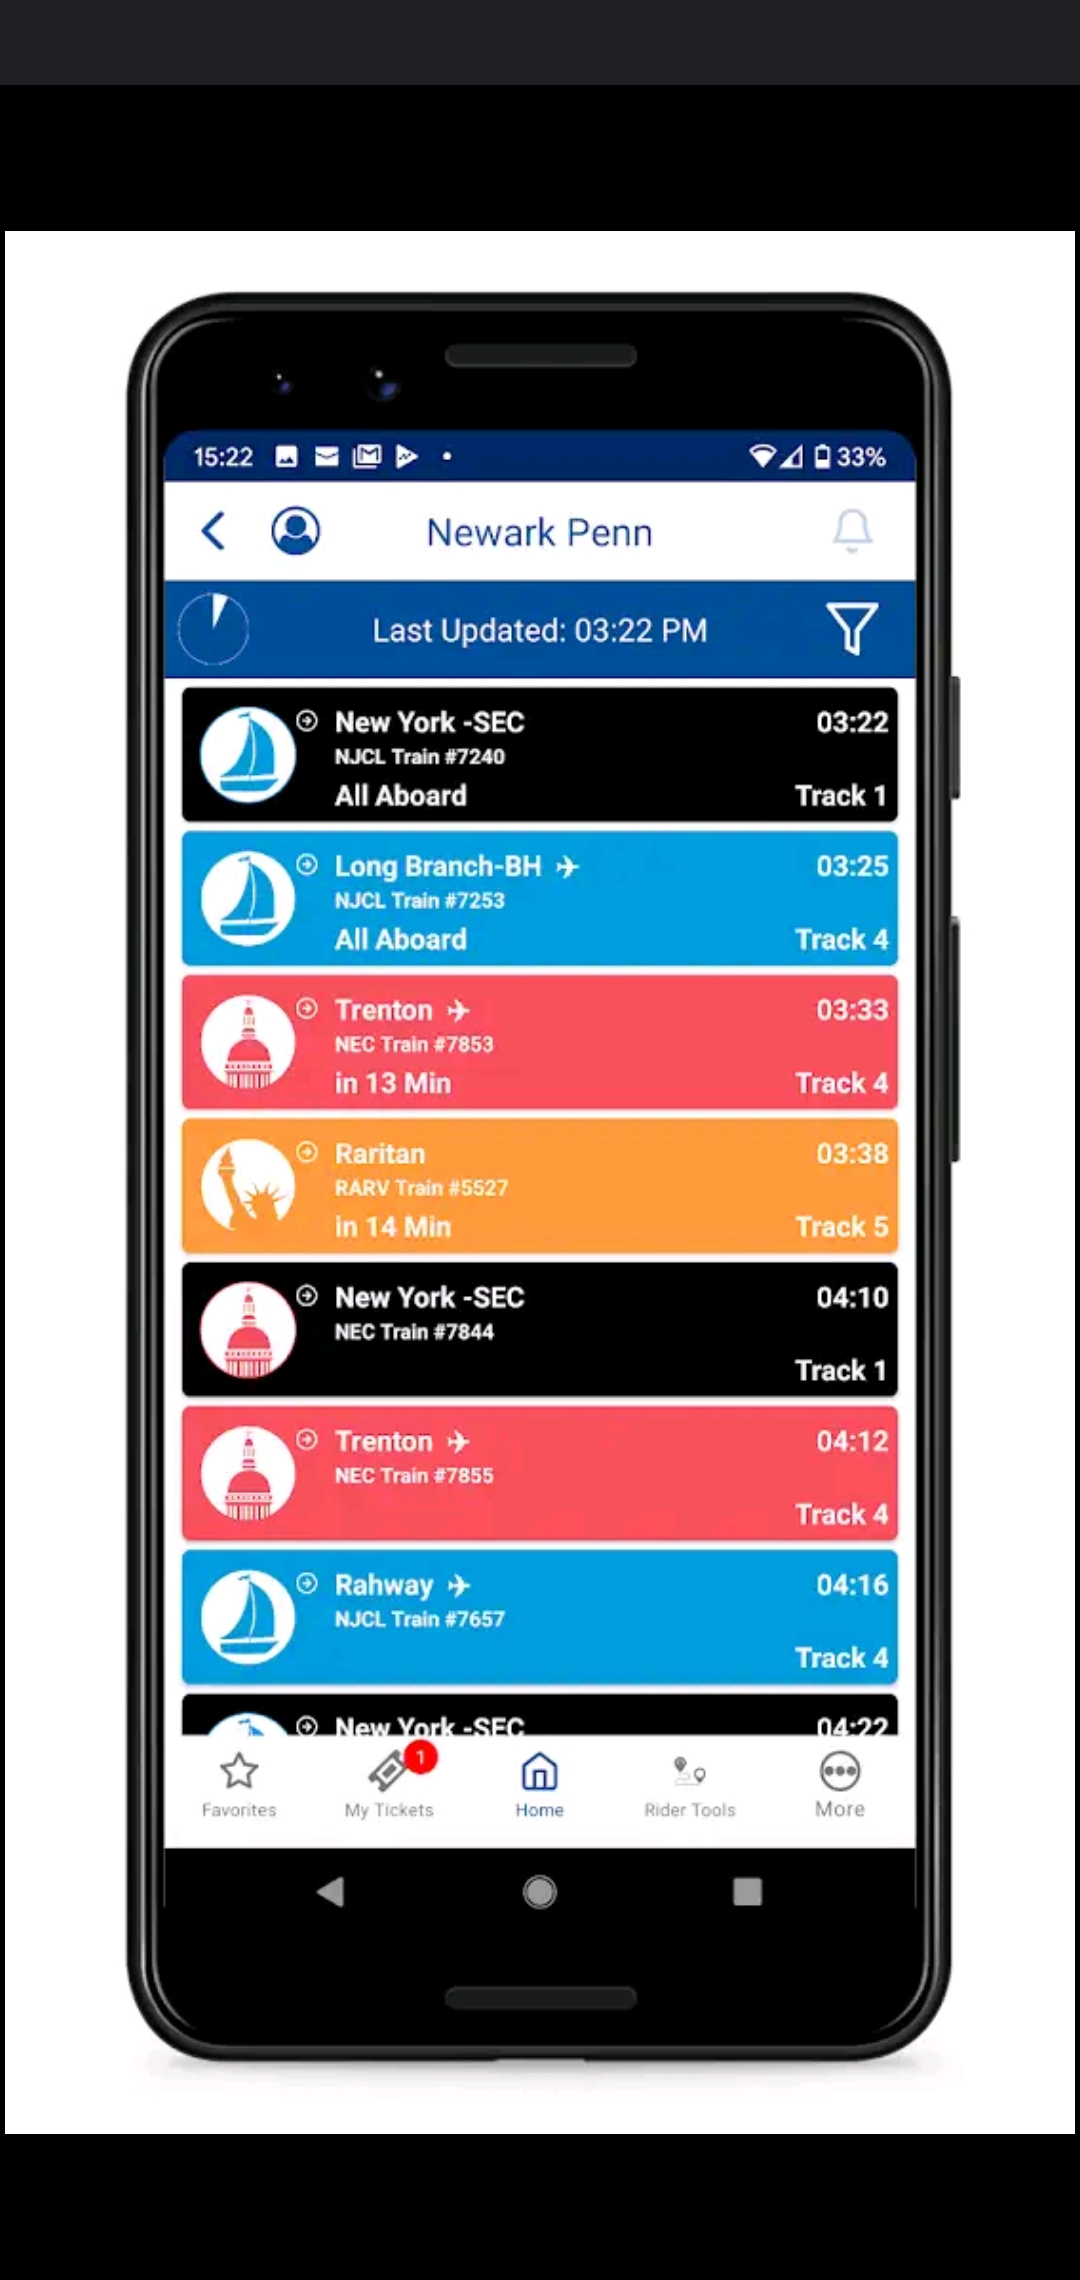 15:22 33%
Newark Penn
Last Updated: 03:22 PM
New York -SEC 03:22
NJCL Train #7240
All Aboard Track 1
Long Branch-BH 03:25
NJCL Train #7253
All Aboard Track 4
Trenton 03:33
NEC Train #7853
in 13 Min Track 4
Raritan 03:38
RARV Train #5527
in 14 Min Track 5
New York -SEC 04:10
NEC Train #7844
Track 1
Trenton 04:12
NEC Train #7855
Track 4
Rahway 04:16
NJCL Train #7657
Track 4
New York -SEC 04:22
1
Favorites My Tickets Home Rider Tools More